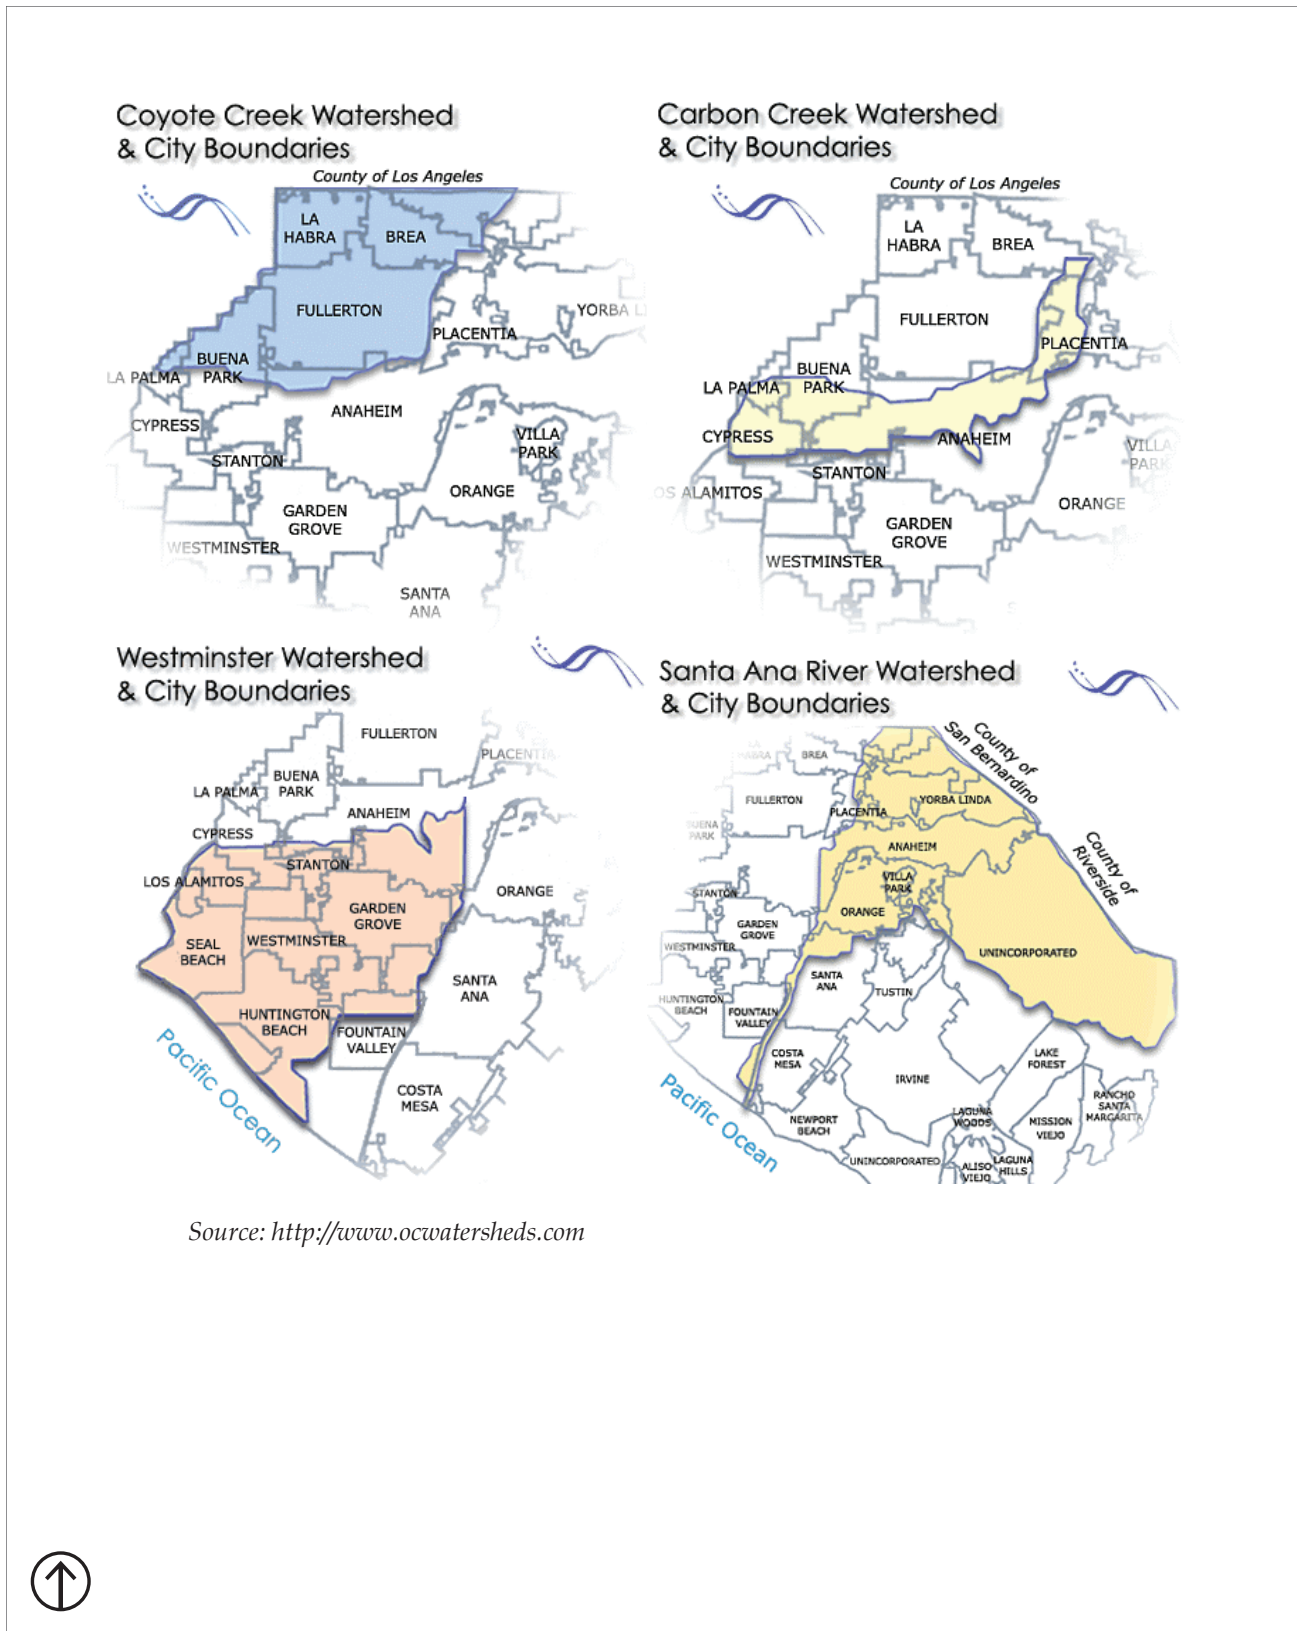 Coyote Creek Watershed
& City Boundaries
County of Los Angeles
LA
HABRA
BREA
FULLERTON
YORBA L
PLACENTIA
BUENA
PARK
LA PALMA
ANAHEIM
CYPRESS
VILLA
PARK
STANTON
ORANGE
GARDEN
GROVE
WESTMINSTER
SANTA
ANA
Carbon Creek Watershed
& City Boundaries
County of Los Angeles
LA
HABRA
BREA
FULLERTON
PLACENTIA
BUENA
PARK
LA PALMA
CYPRESS
ANAHEIM
VILLA
PARK
STANTON
OS ALAMITOS
ORANGE
GARDEN
GROVE
WESTMINSTER
S
Westminster Watershed
& City Boundaries
FULLERTON
PLACENTIA
BUENA
PARK
LA PALMA
ANAHEIM
CYPRESS
STANTON
LOS ALAMITOS
ORANGE
GARDEN
GROVE
WESTMINSTER
SEAL
BEACH
SANTA
ANA
HUNTINGTON
BEACH
FOUNTAIN
VALLEY
COSTA
MESA
Pacific Ocean
Santa Ana River Watershed
& City Boundaries
County of
San Bernardino
LA
HABRA
BREA
FULLERTON
YORBA LINDA
PLACENTIA
BUENA
PARK
ANAHEIM
County of
Riverside
VILLA
PARK
STANTON
ORANGE
GARDEN
GROVE
WESTMINSTER
UNINCORPORATED
SANTA
ANA
TUSTIN
HUNTINGTON
BEACH
FOUNTAIN
VALLEY
COSTA
MESA
LAKE
FOREST
IRVINE
RANCHO
SANTA
MARGARITA
NEWPORT
BEACH
LAGUNA
WOODS
MISSION
VIEJO
UNINCORPORATED
ALISO
VIEJO
LAGUNA
HILLS
Pacific Ocean
Source: http://www.ocwatersheds.com